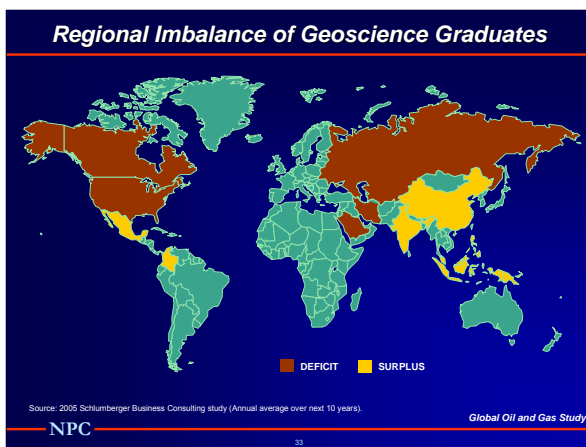 Regional Imbalance of Geoscience Graduates
DEFICIT
SURPLUS
Source: 2005 Schlumberger Business Consulting study (Annual average over next 10 years).
Global Oil and Gas Study
NPC
33